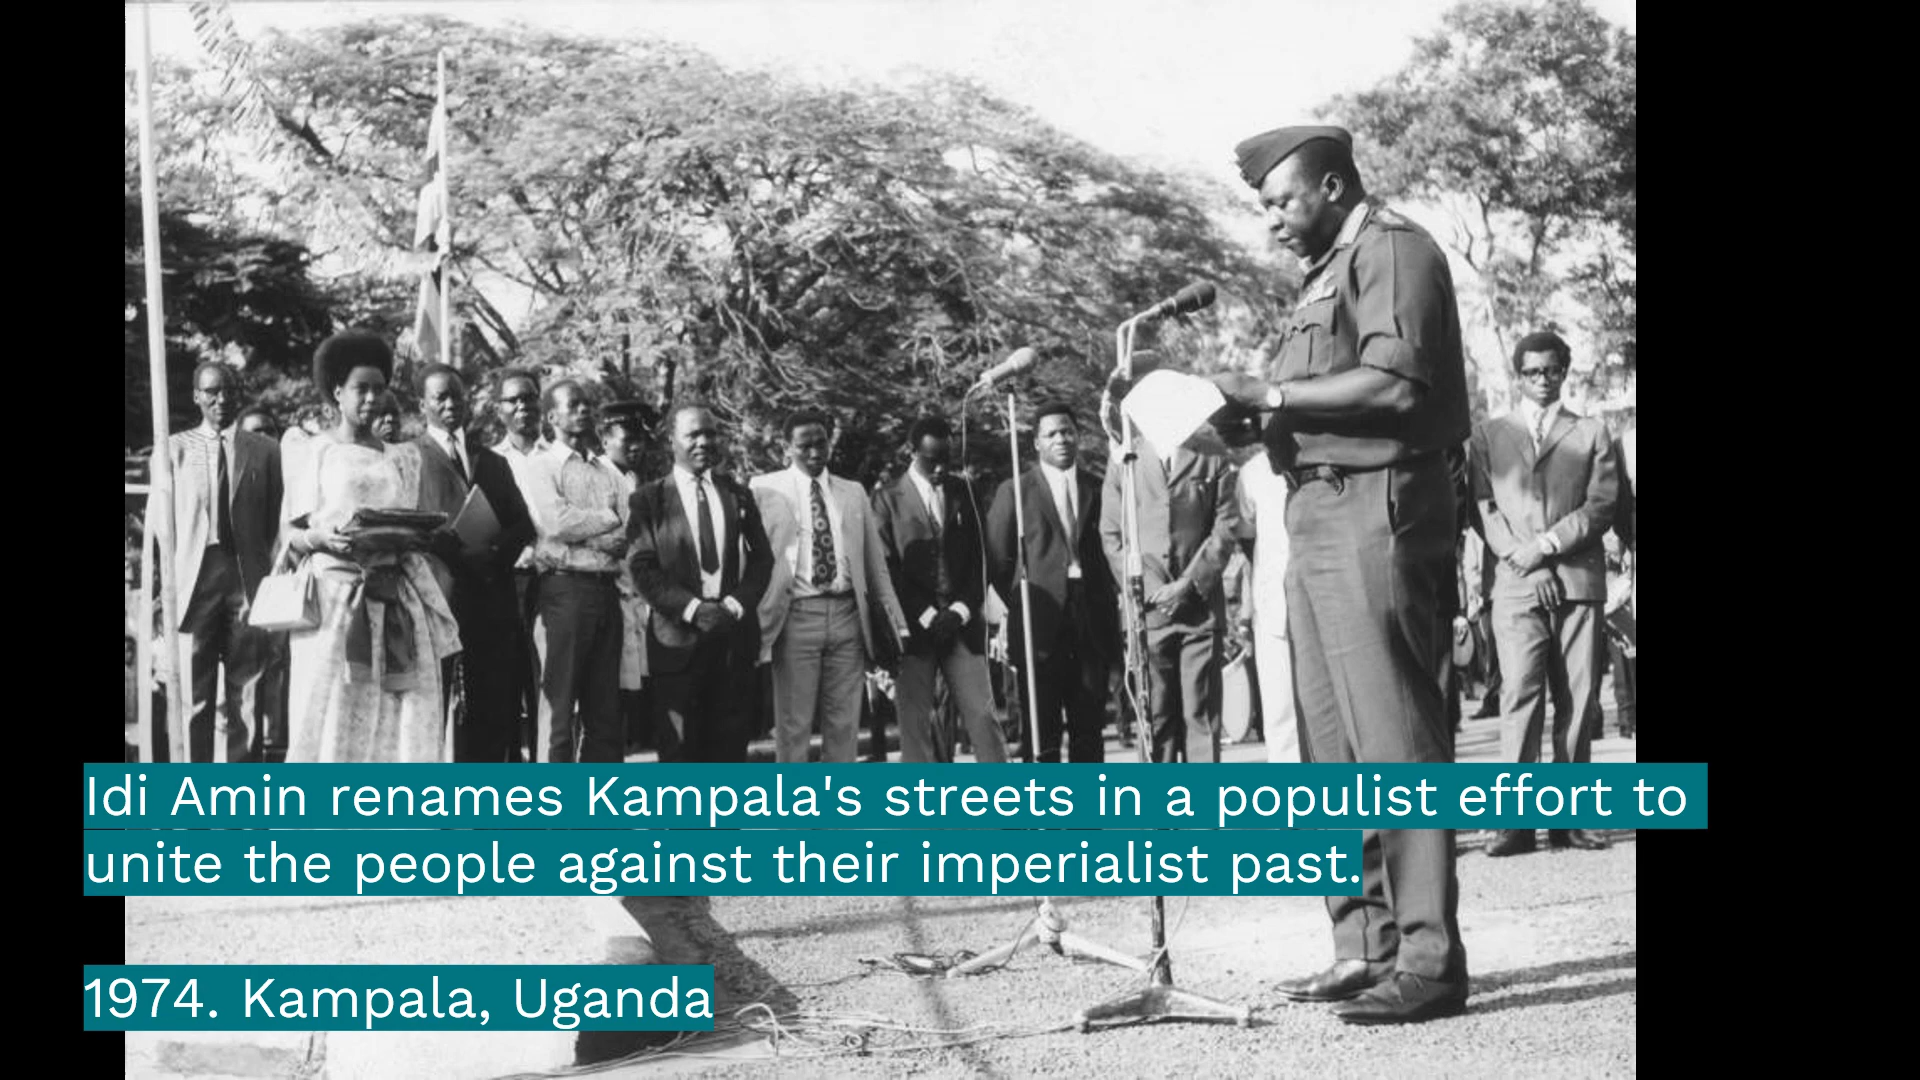 Idi Amin renames Kampala's streets in a populist effort to
unite the people against their imperialist past.
1974. Kampala, Uganda